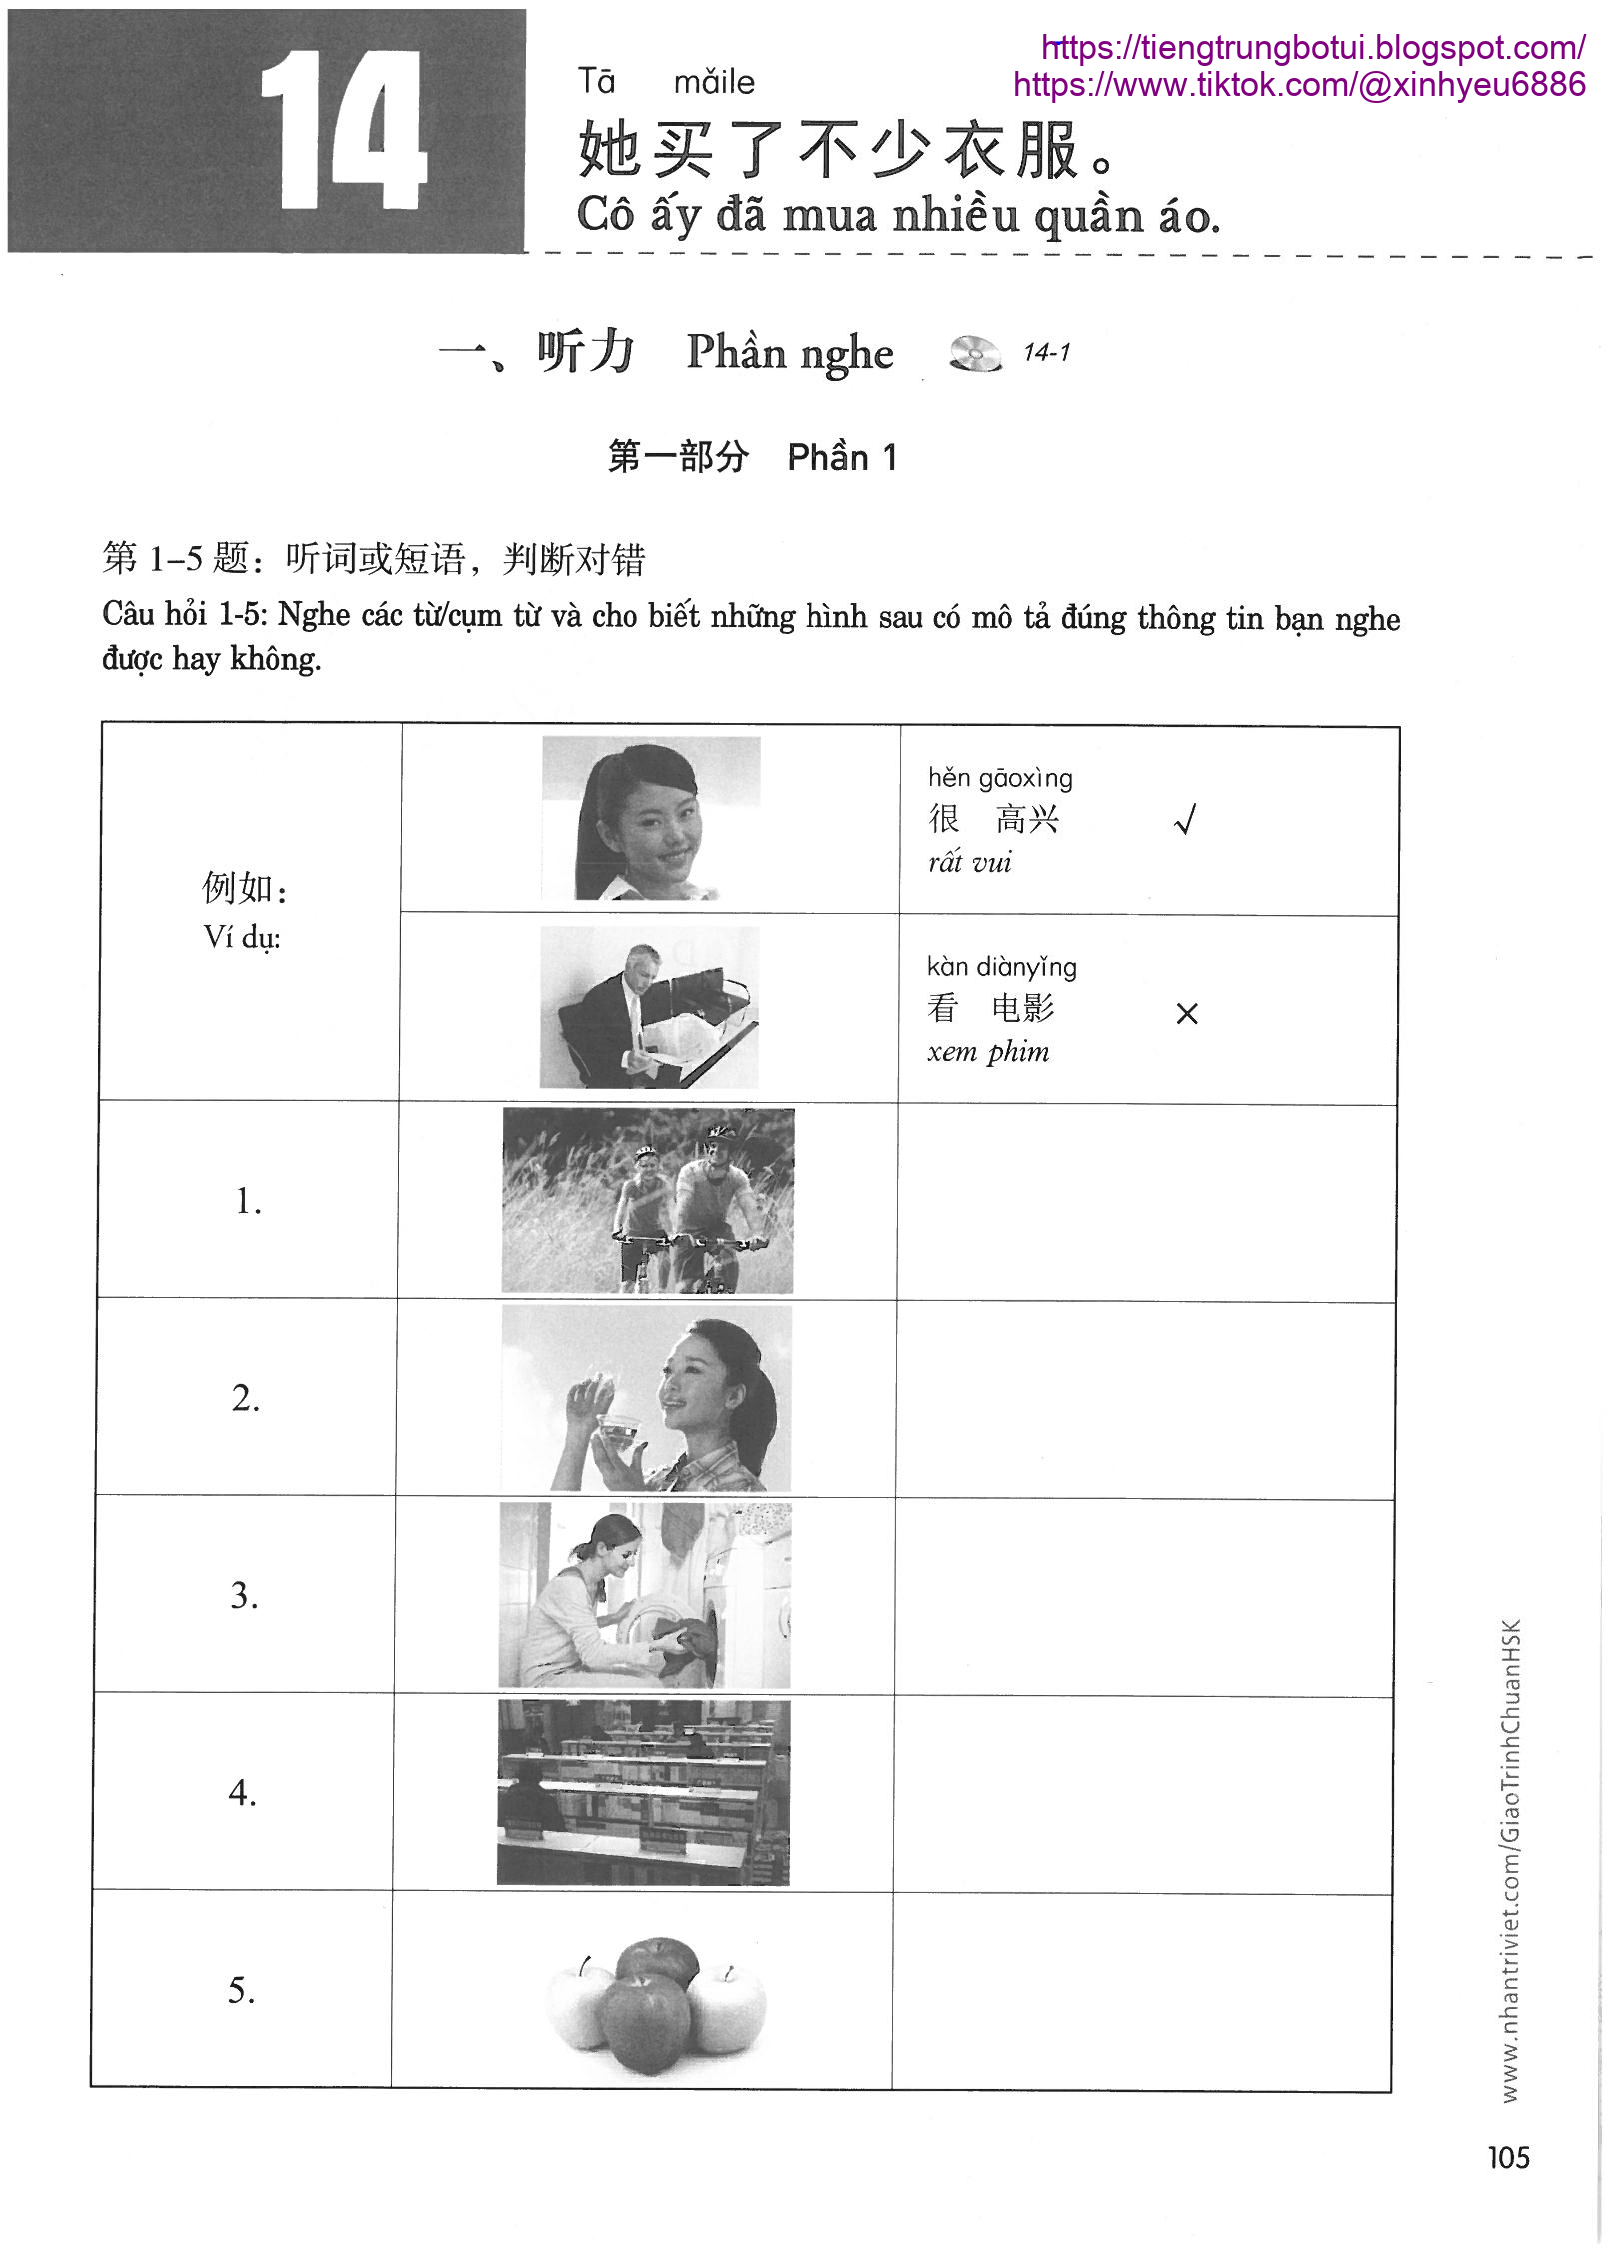 https://tiengtrungbotui.blogspot.com/
https://www.tiktok.com/@xinhyeu6886
14
Tā mǎile
她买了不少衣服。
Cô ấy đã mua nhiều quần áo.
一、听力 Phần nghe 14-1
第一部分 Phần 1
第 1–5 题：听词或短语，判断对错
Câu hỏi 1-5: Nghe các từ/cụm từ và cho biết những hình sau có mô tả đúng thông tin bạn nghe
được hay không.
例如：
Ví dụ:
hěn gāoxìng
很 高兴 √
rất vui
kàn diànyǐng
看 电影 ×
xem phim
1.
2.
3.
4.
5.
www.nhantriviet.com/GiaoTrinhChuanHSK
105